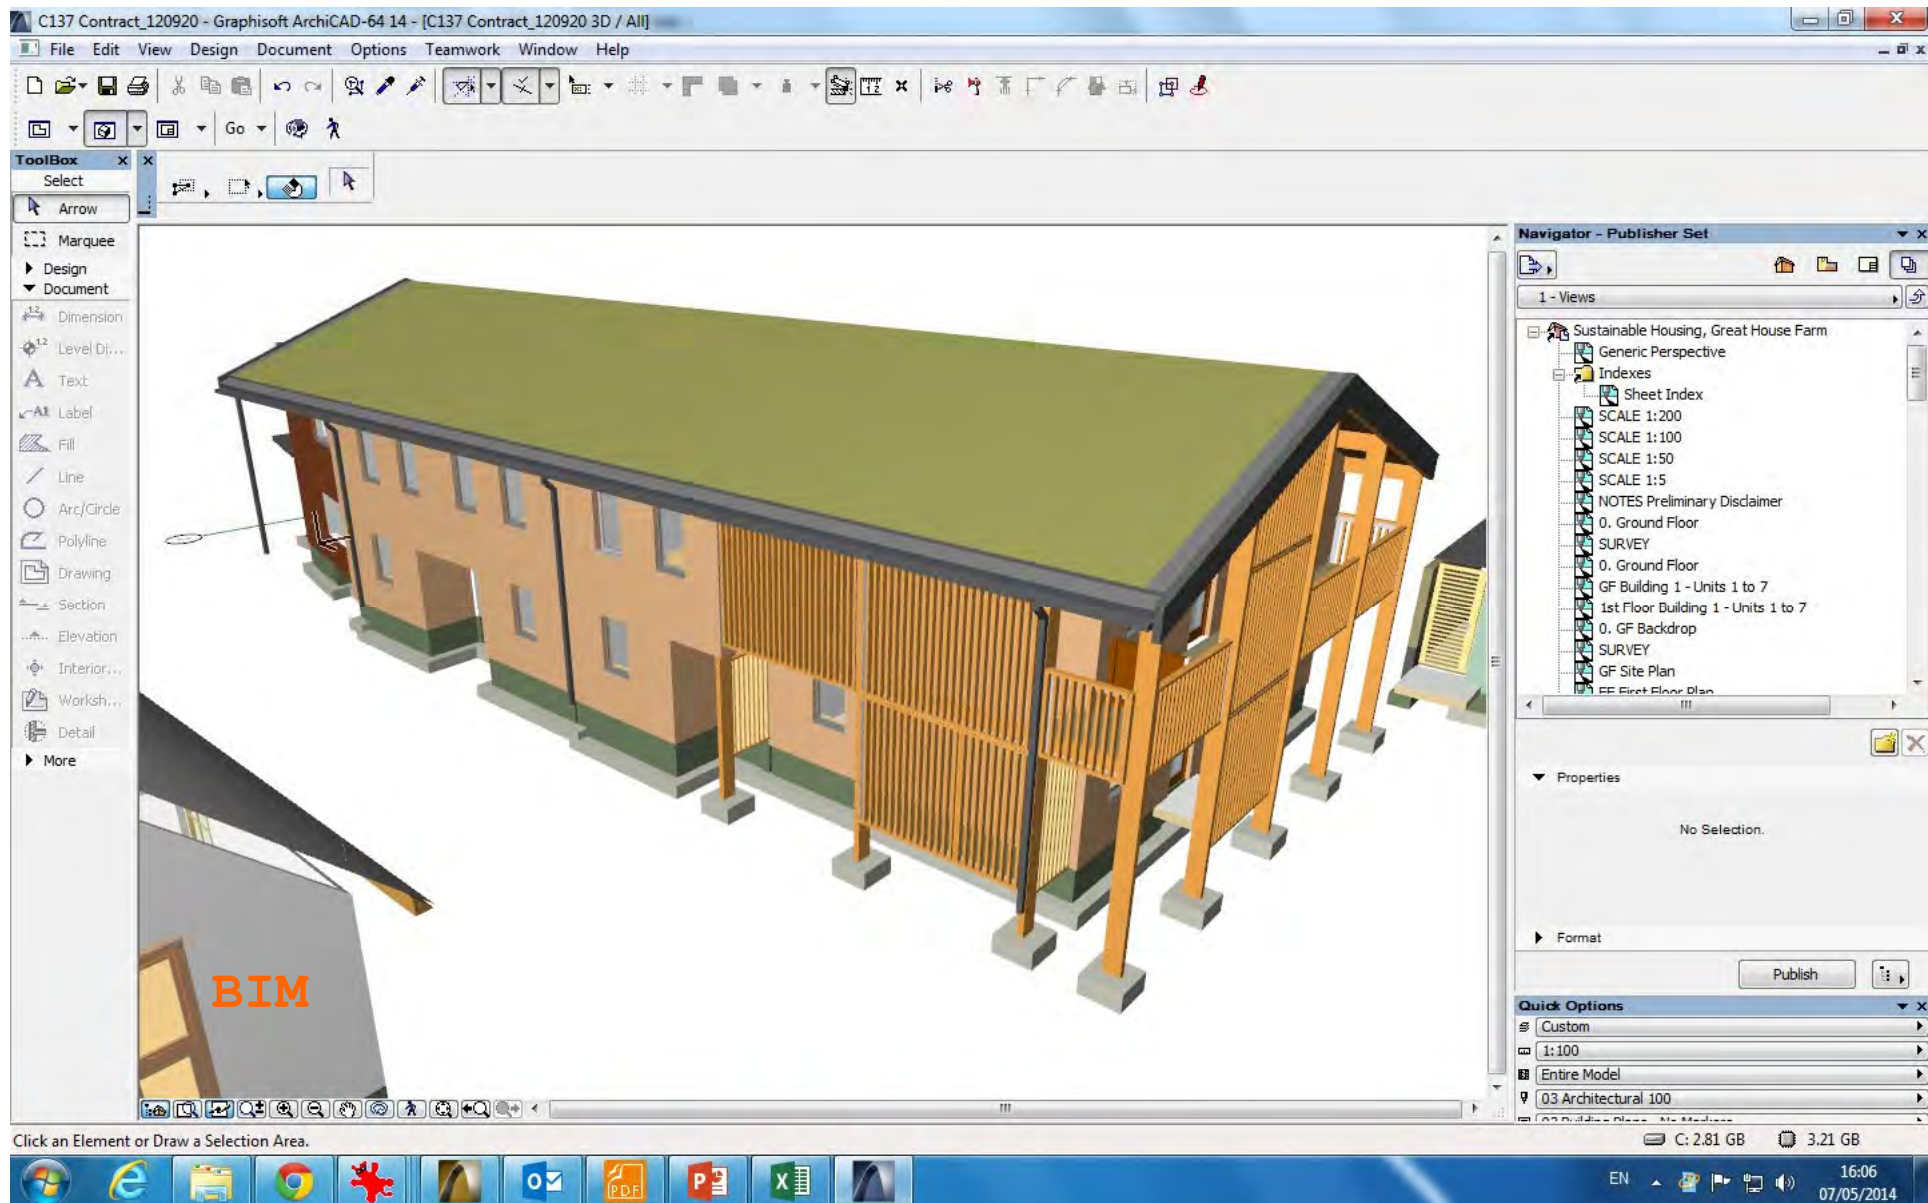 C137 Contract_120920 - Graphisoft ArchiCAD-64 14 - [C137 Contract_120920 3D / All]
File Edit View Design Document Options Teamwork Window Help
Go
ToolBox
Select
Arrow
Marquee
Design
Document
Dimension
Level Di...
Text
Label
Fill
Line
Arc/Circle
Polyline
Drawing
Section
Elevation
Interior...
Worksh...
Detail
More
BIM
Navigator - Publisher Set
1 - Views
Sustainable Housing, Great House Farm
Generic Perspective
Indexes
Sheet Index
SCALE 1:200
SCALE 1:100
SCALE 1:50
SCALE 1:5
NOTES Preliminary Disclaimer
0. Ground Floor
SURVEY
0. Ground Floor
GF Building 1 - Units 1 to 7
1st Floor Building 1 - Units 1 to 7
0. GF Backdrop
SURVEY
GF Site Plan
FF First Floor Plan
Properties
No Selection.
Format
Publish
Quick Options
Custom
1:100
Entire Model
03 Architectural 100
Click an Element or Draw a Selection Area.
C: 2.81 GB 3.21 GB
PDF
EN
16:06
07/05/2014